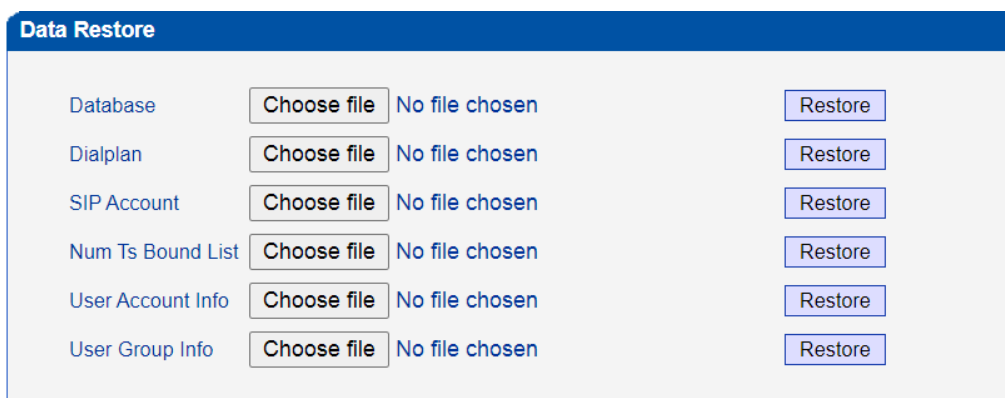 Data Restore
Database Choose file No file chosen Restore
Dialplan Choose file No file chosen Restore
SIP Account Choose file No file chosen Restore
Num Ts Bound List Choose file No file chosen Restore
User Account Info Choose file No file chosen Restore
User Group Info Choose file No file chosen Restore